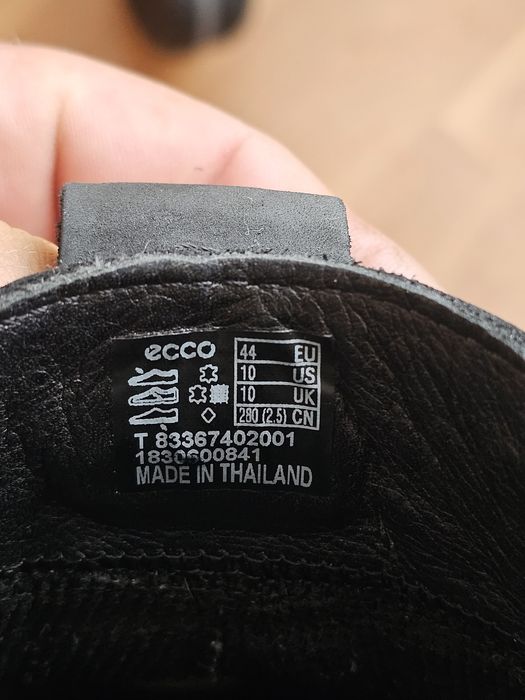 ecco
44 EU
10 US
10 UK
280 (2.5) CN
T 83367402001
1830600841
MADE IN THAILAND